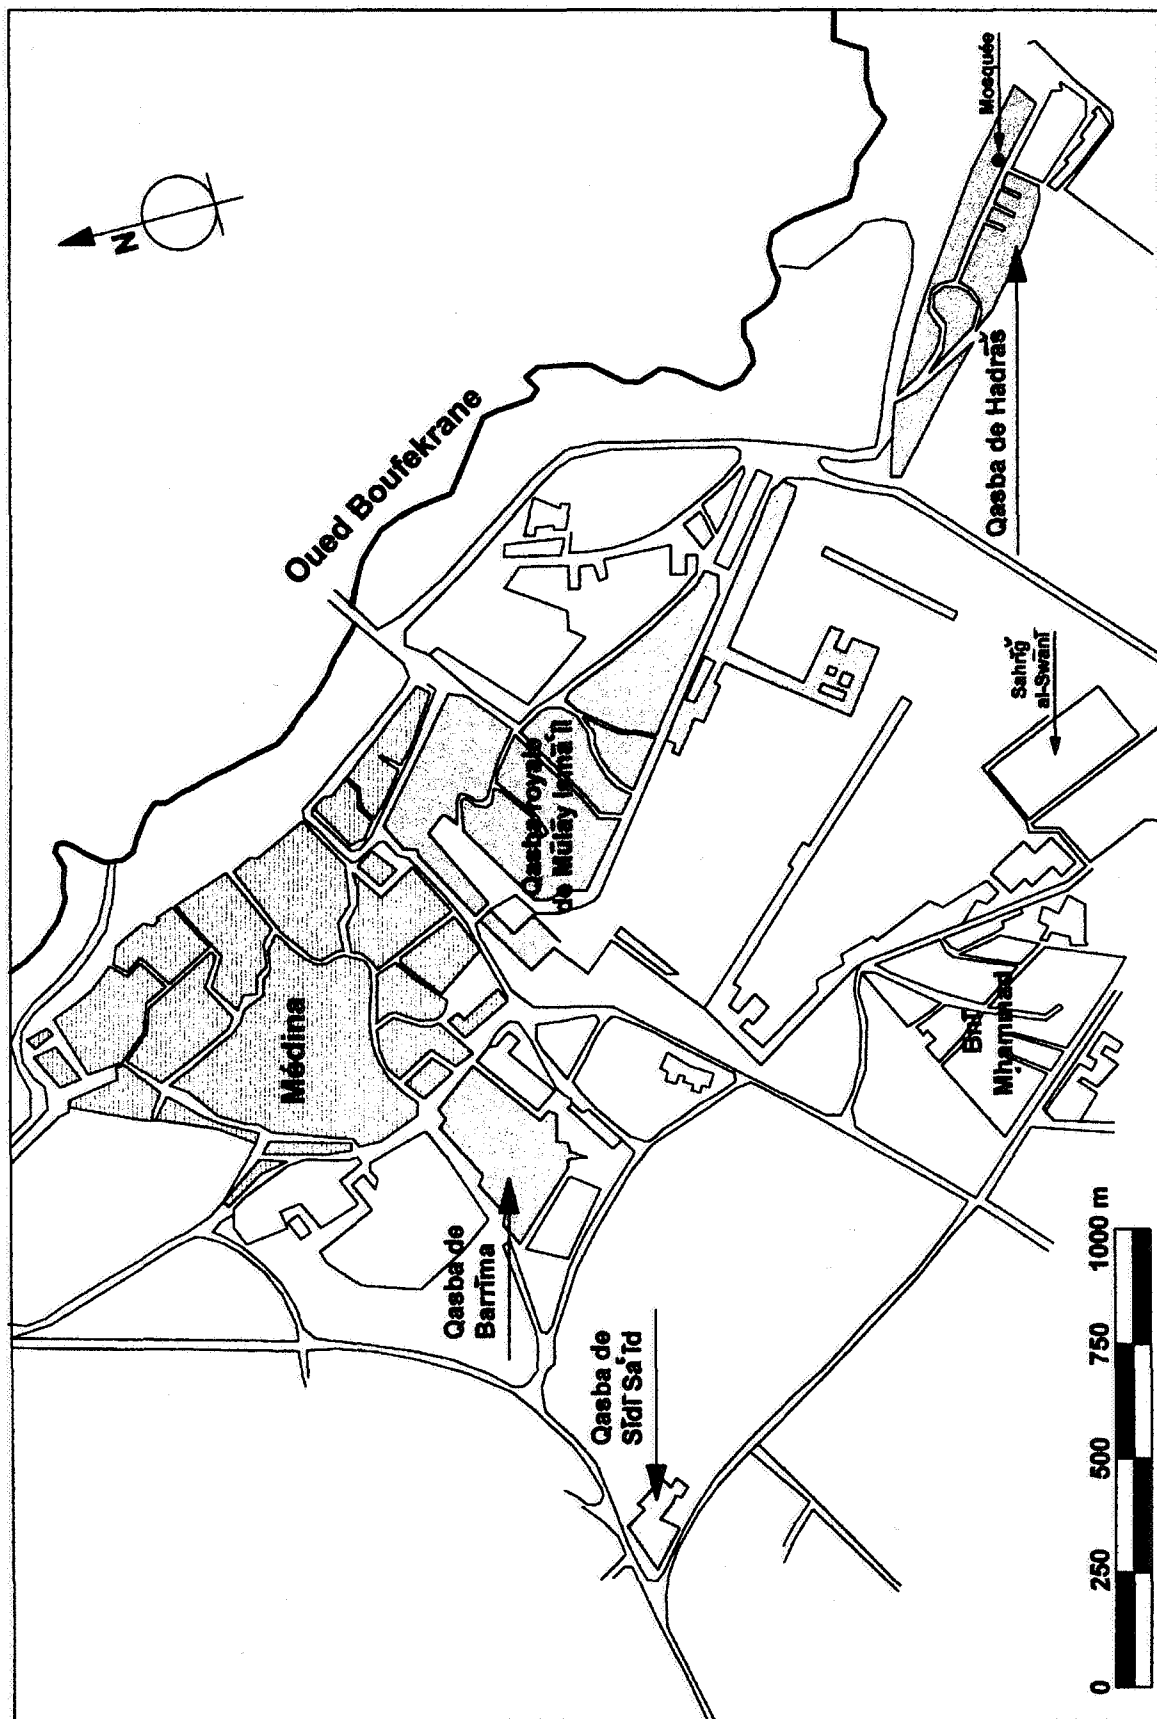 N
Oued Boufekrane
Mosquée
Médina
Qasba royale
de Mūlāy Ismāʿīl
Qasba de Hadrāš
Sahrīǧ
al-Swānī
Qasba de
Barrīma
Bnī
Mḥammad
Qasba de
Sīdī Saʿīd
0 250 500 750 1000 m